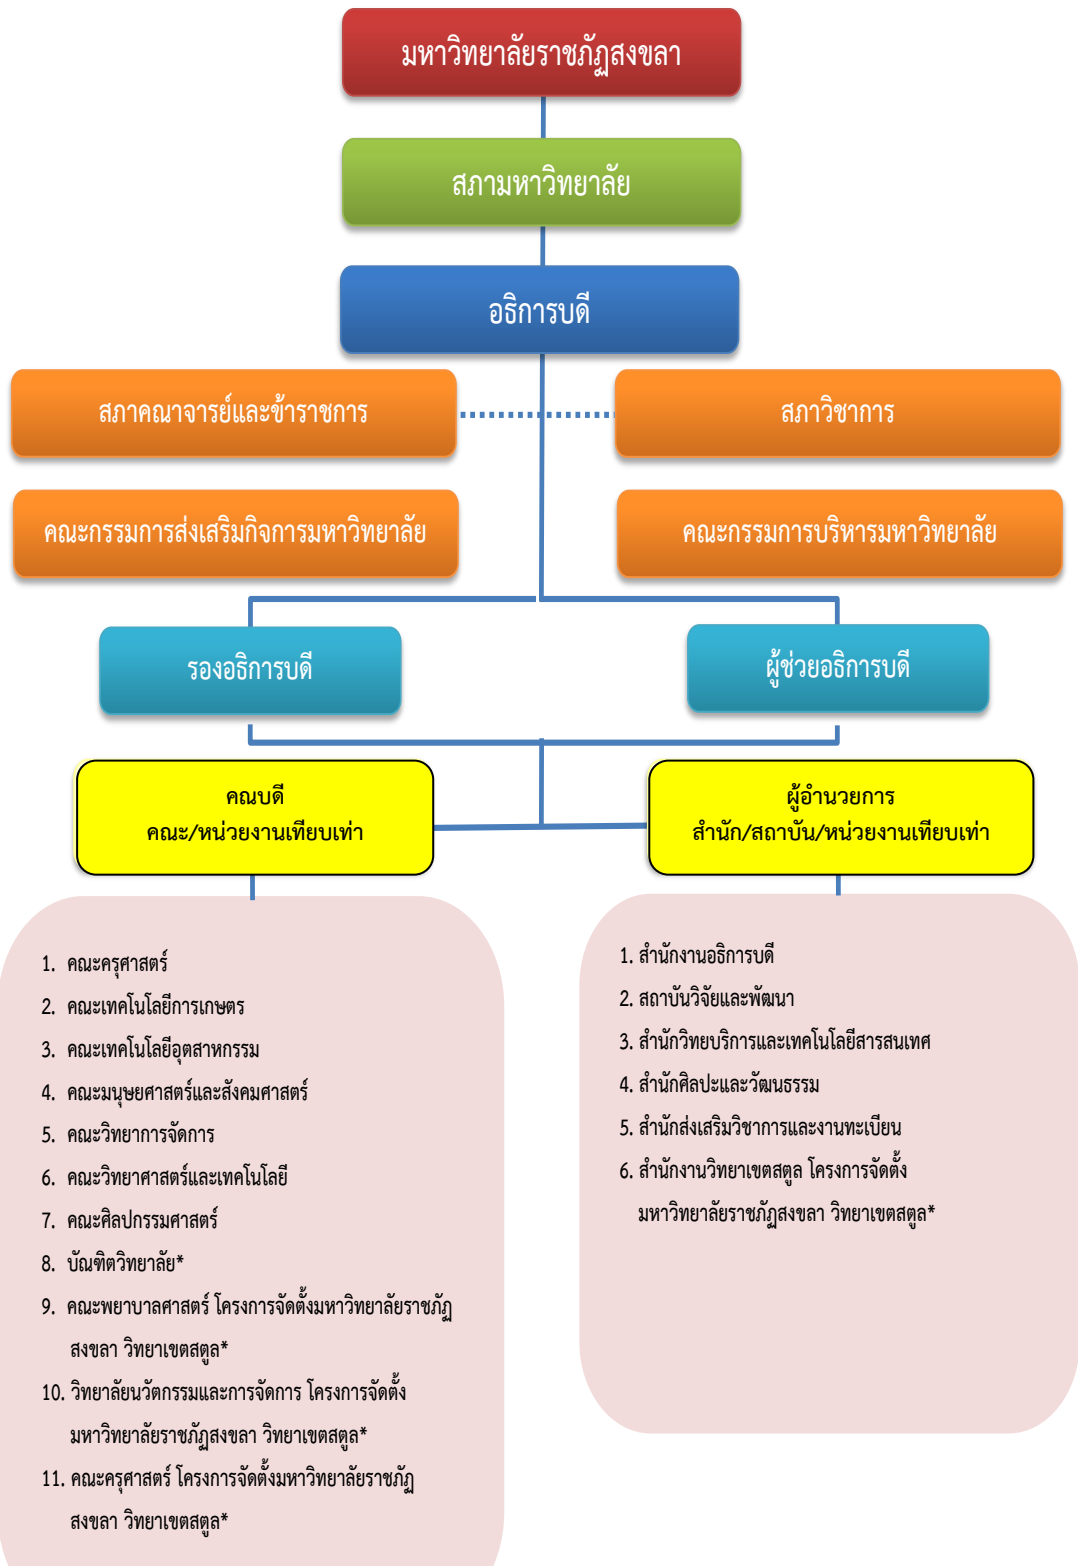 มหาวิทยาลัยราชภัฏสงขลา
สภามหาวิทยาลัย
อธิการบดี
สภาคณาจารย์และข้าราชการ
สภาวิชาการ
คณะกรรมการส่งเสริมกิจการมหาวิทยาลัย
คณะกรรมการบริหารมหาวิทยาลัย
รองอธิการบดี
ผู้ช่วยอธิการบดี
คณบดี
คณะ/หน่วยงานเทียบเท่า
ผู้อำนวยการ
สำนัก/สถาบัน/หน่วยงานเทียบเท่า
1. คณะครุศาสตร์
2. คณะเทคโนโลยีการเกษตร
3. คณะเทคโนโลยีอุตสาหกรรม
4. คณะมนุษยศาสตร์และสังคมศาสตร์
5. คณะวิทยาการจัดการ
6. คณะวิทยาศาสตร์และเทคโนโลยี
7. คณะศิลปกรรมศาสตร์
8. บัณฑิตวิทยาลัย*
9. คณะพยาบาลศาสตร์ โครงการจัดตั้งมหาวิทยาลัยราชภัฏ
สงขลา วิทยาเขตสตูล*
10. วิทยาลัยนวัตกรรมและการจัดการ โครงการจัดตั้ง
มหาวิทยาลัยราชภัฏสงขลา วิทยาเขตสตูล*
11. คณะครุศาสตร์ โครงการจัดตั้งมหาวิทยาลัยราชภัฏ
สงขลา วิทยาเขตสตูล*
1. สำนักงานอธิการบดี
2. สถาบันวิจัยและพัฒนา
3. สำนักวิทยบริการและเทคโนโลยีสารสนเทศ
4. สำนักศิลปะและวัฒนธรรม
5. สำนักส่งเสริมวิชาการและงานทะเบียน
6. สำนักงานวิทยาเขตสตูล โครงการจัดตั้ง
มหาวิทยาลัยราชภัฏสงขลา วิทยาเขตสตูล*